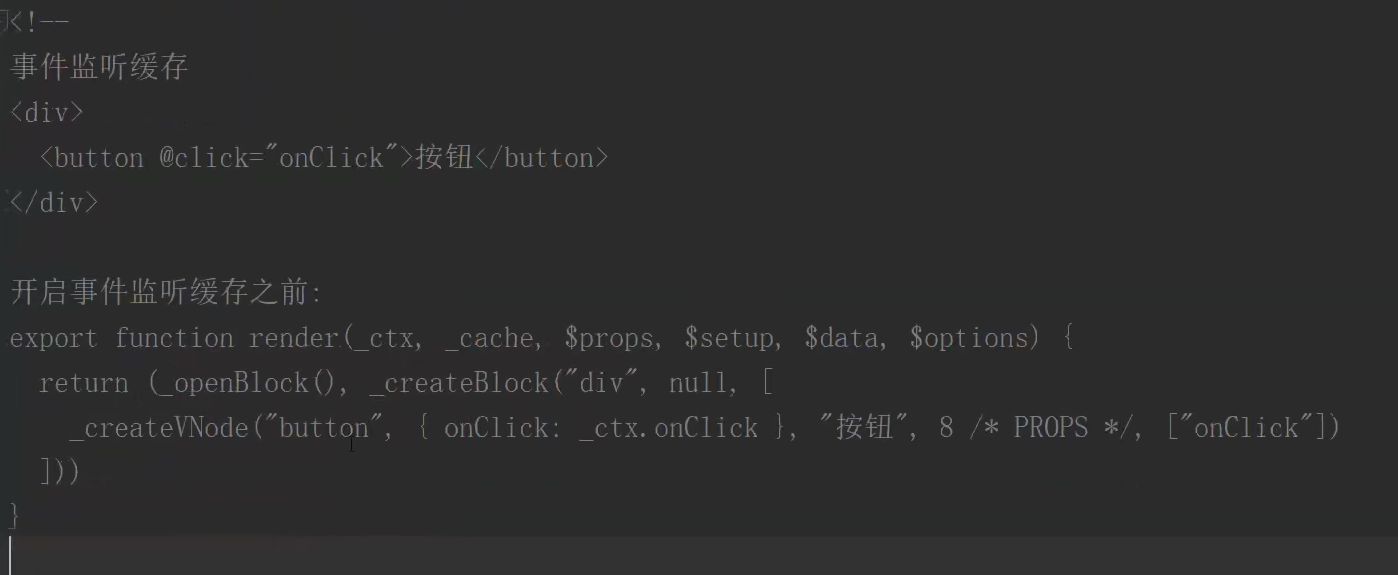 <!--
事件监听缓存
<div>
  <button @click="onClick">按钮</button>
</div>
开启事件监听缓存之前:
export function render(_ctx, _cache, $props, $setup, $data, $options) {
  return (_openBlock(), _createBlock("div", null, [
    _createVNode("button", { onClick: _ctx.onClick }, "按钮", 8 /* PROPS */, ["onClick"])
  ]))
}